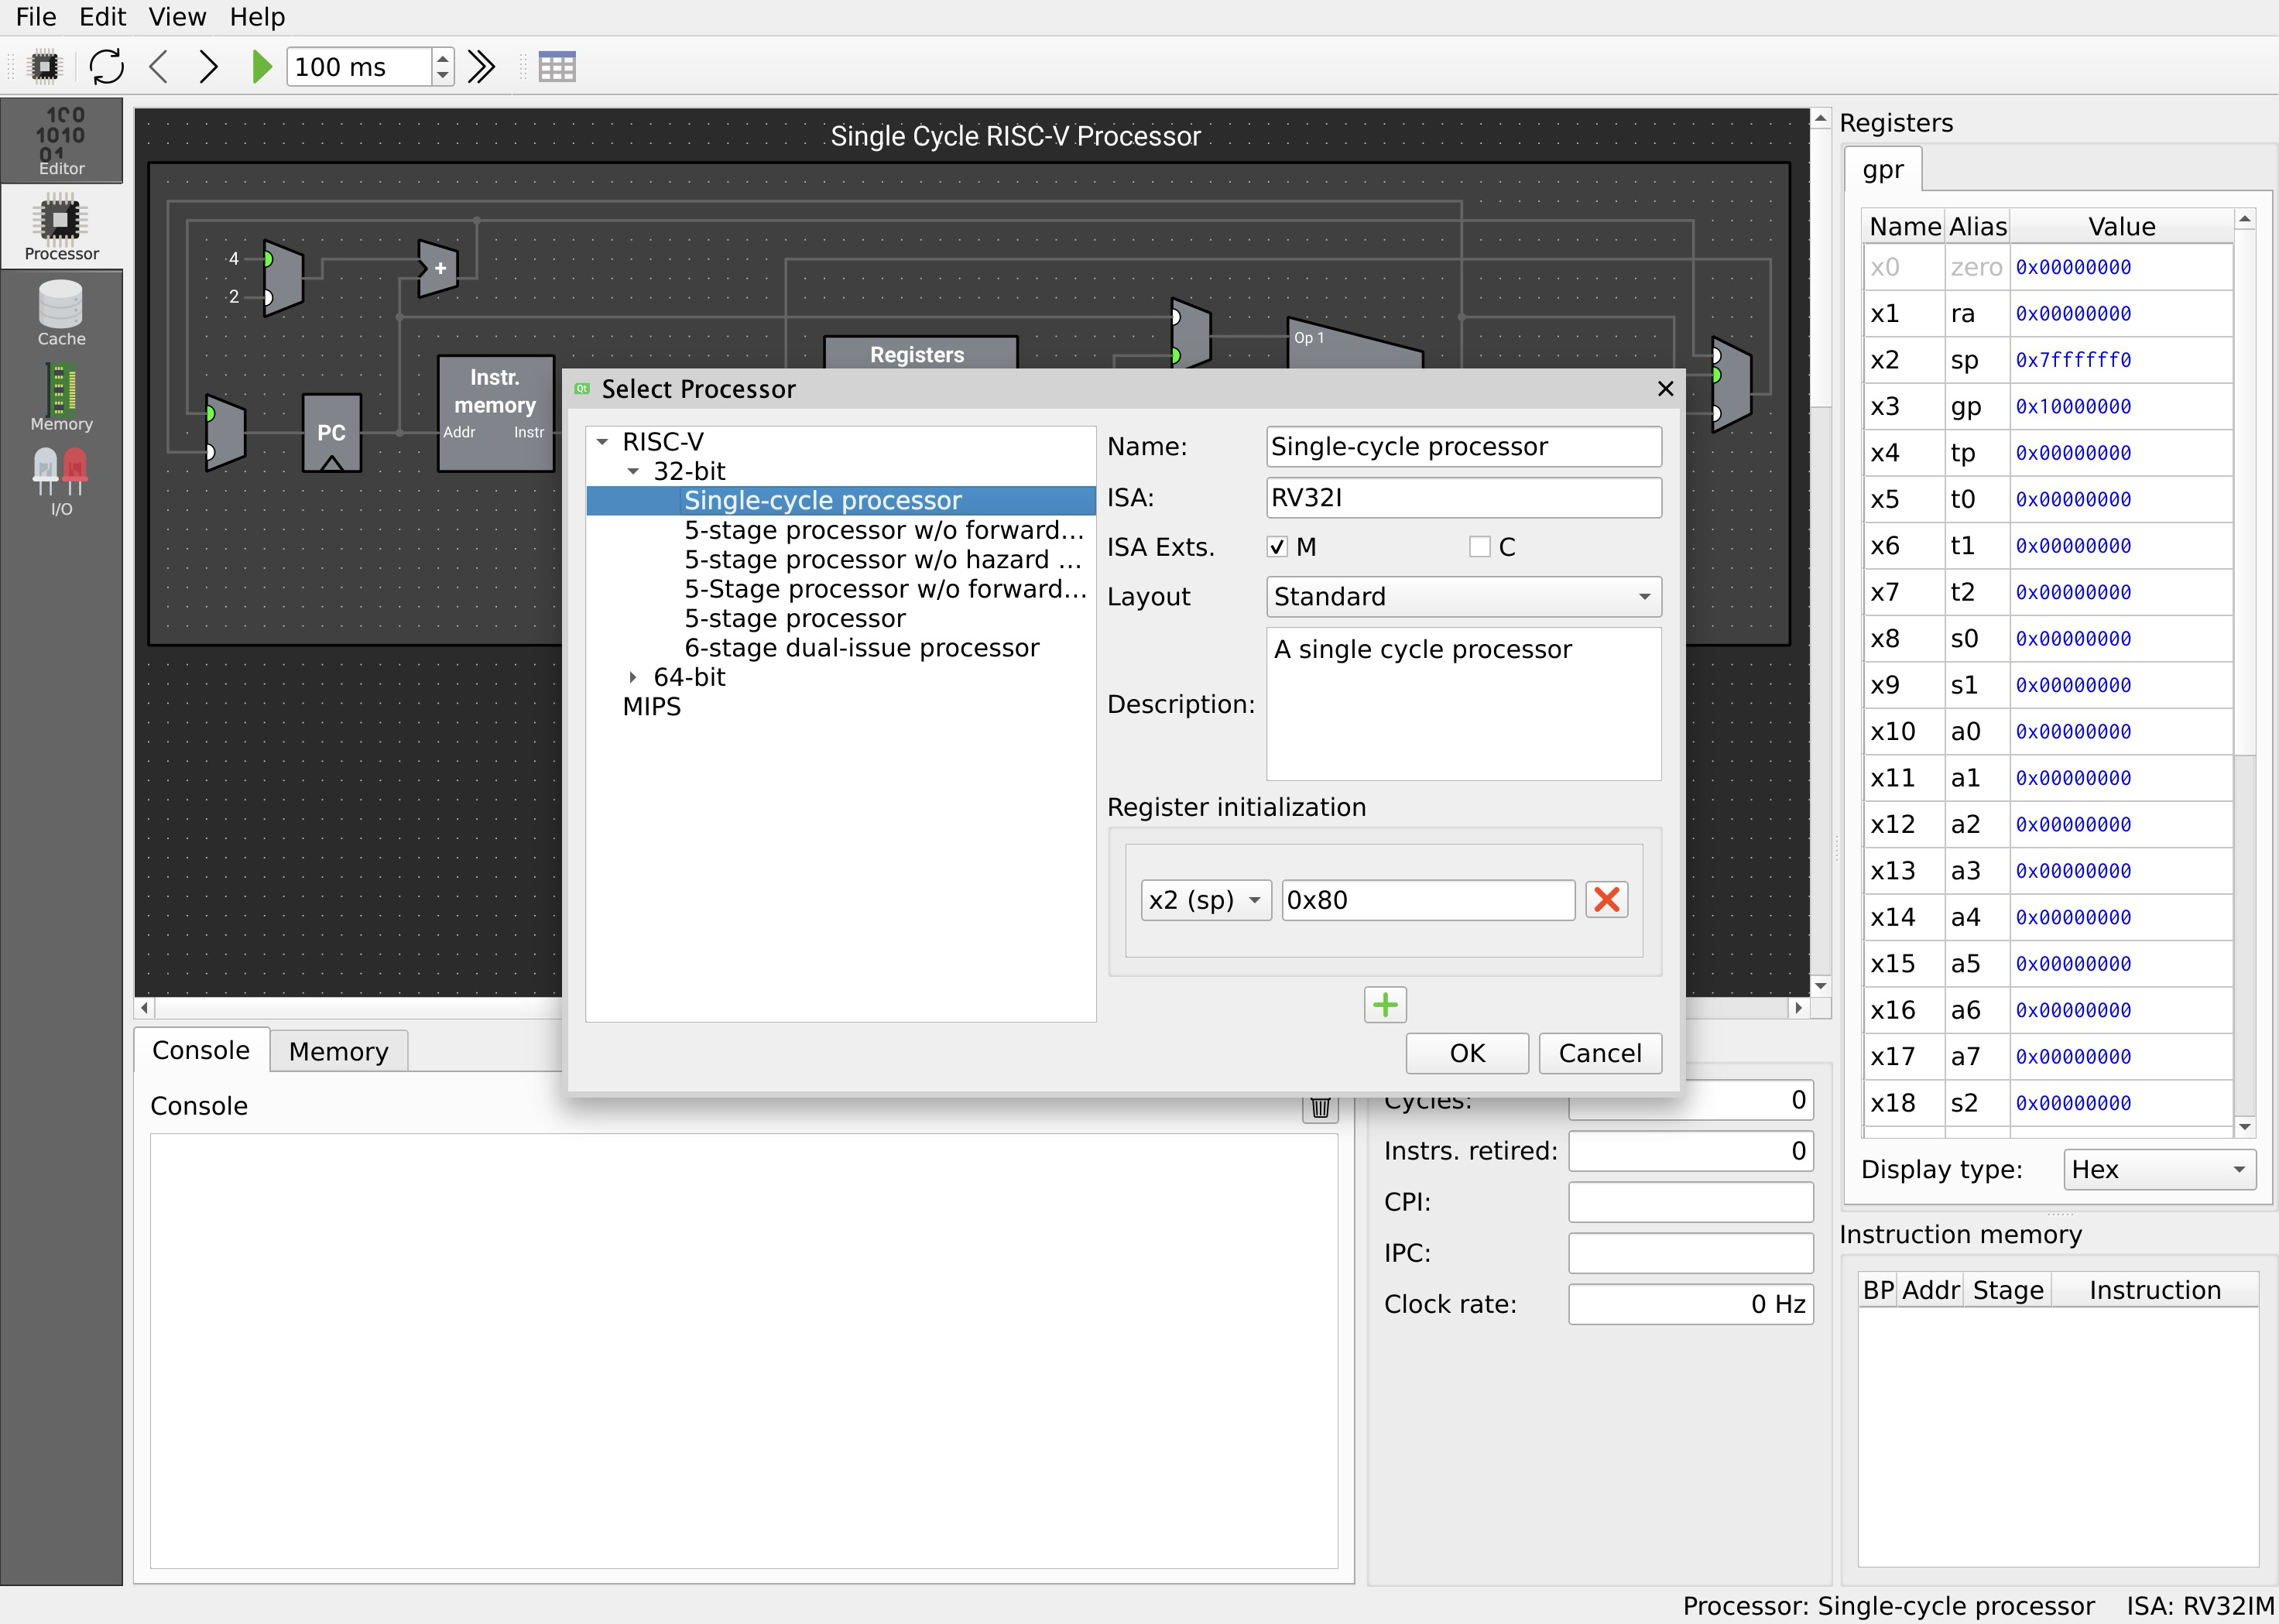 File Edit View Help
100 ms
100
1010
01
Editor
Processor
Cache
Memory
I/O
Single Cycle RISC-V Processor
4
2
+
PC
Instr.
memory
Addr Instr
Registers
Op 1
Select Processor
RISC-V
32-bit
Single-cycle processor
5-stage processor w/o forward...
5-stage processor w/o hazard ...
5-Stage processor w/o forward...
5-stage processor
6-stage dual-issue processor
64-bit
MIPS
Name: Single-cycle processor
ISA: RV32I
ISA Exts. M C
Layout Standard
Description: A single cycle processor
Register initialization
x2 (sp) 0x80
OK Cancel
Console Memory
Console
Cycles: 0
Instrs. retired: 0
CPI:
IPC:
Clock rate: 0 Hz
Registers
gpr
Name Alias Value
x0 zero 0x00000000
x1 ra 0x00000000
x2 sp 0x7ffffff0
x3 gp 0x10000000
x4 tp 0x00000000
x5 t0 0x00000000
x6 t1 0x00000000
x7 t2 0x00000000
x8 s0 0x00000000
x9 s1 0x00000000
x10 a0 0x00000000
x11 a1 0x00000000
x12 a2 0x00000000
x13 a3 0x00000000
x14 a4 0x00000000
x15 a5 0x00000000
x16 a6 0x00000000
x17 a7 0x00000000
x18 s2 0x00000000
Display type: Hex
Instruction memory
BP Addr Stage Instruction
Processor: Single-cycle processor ISA: RV32IM